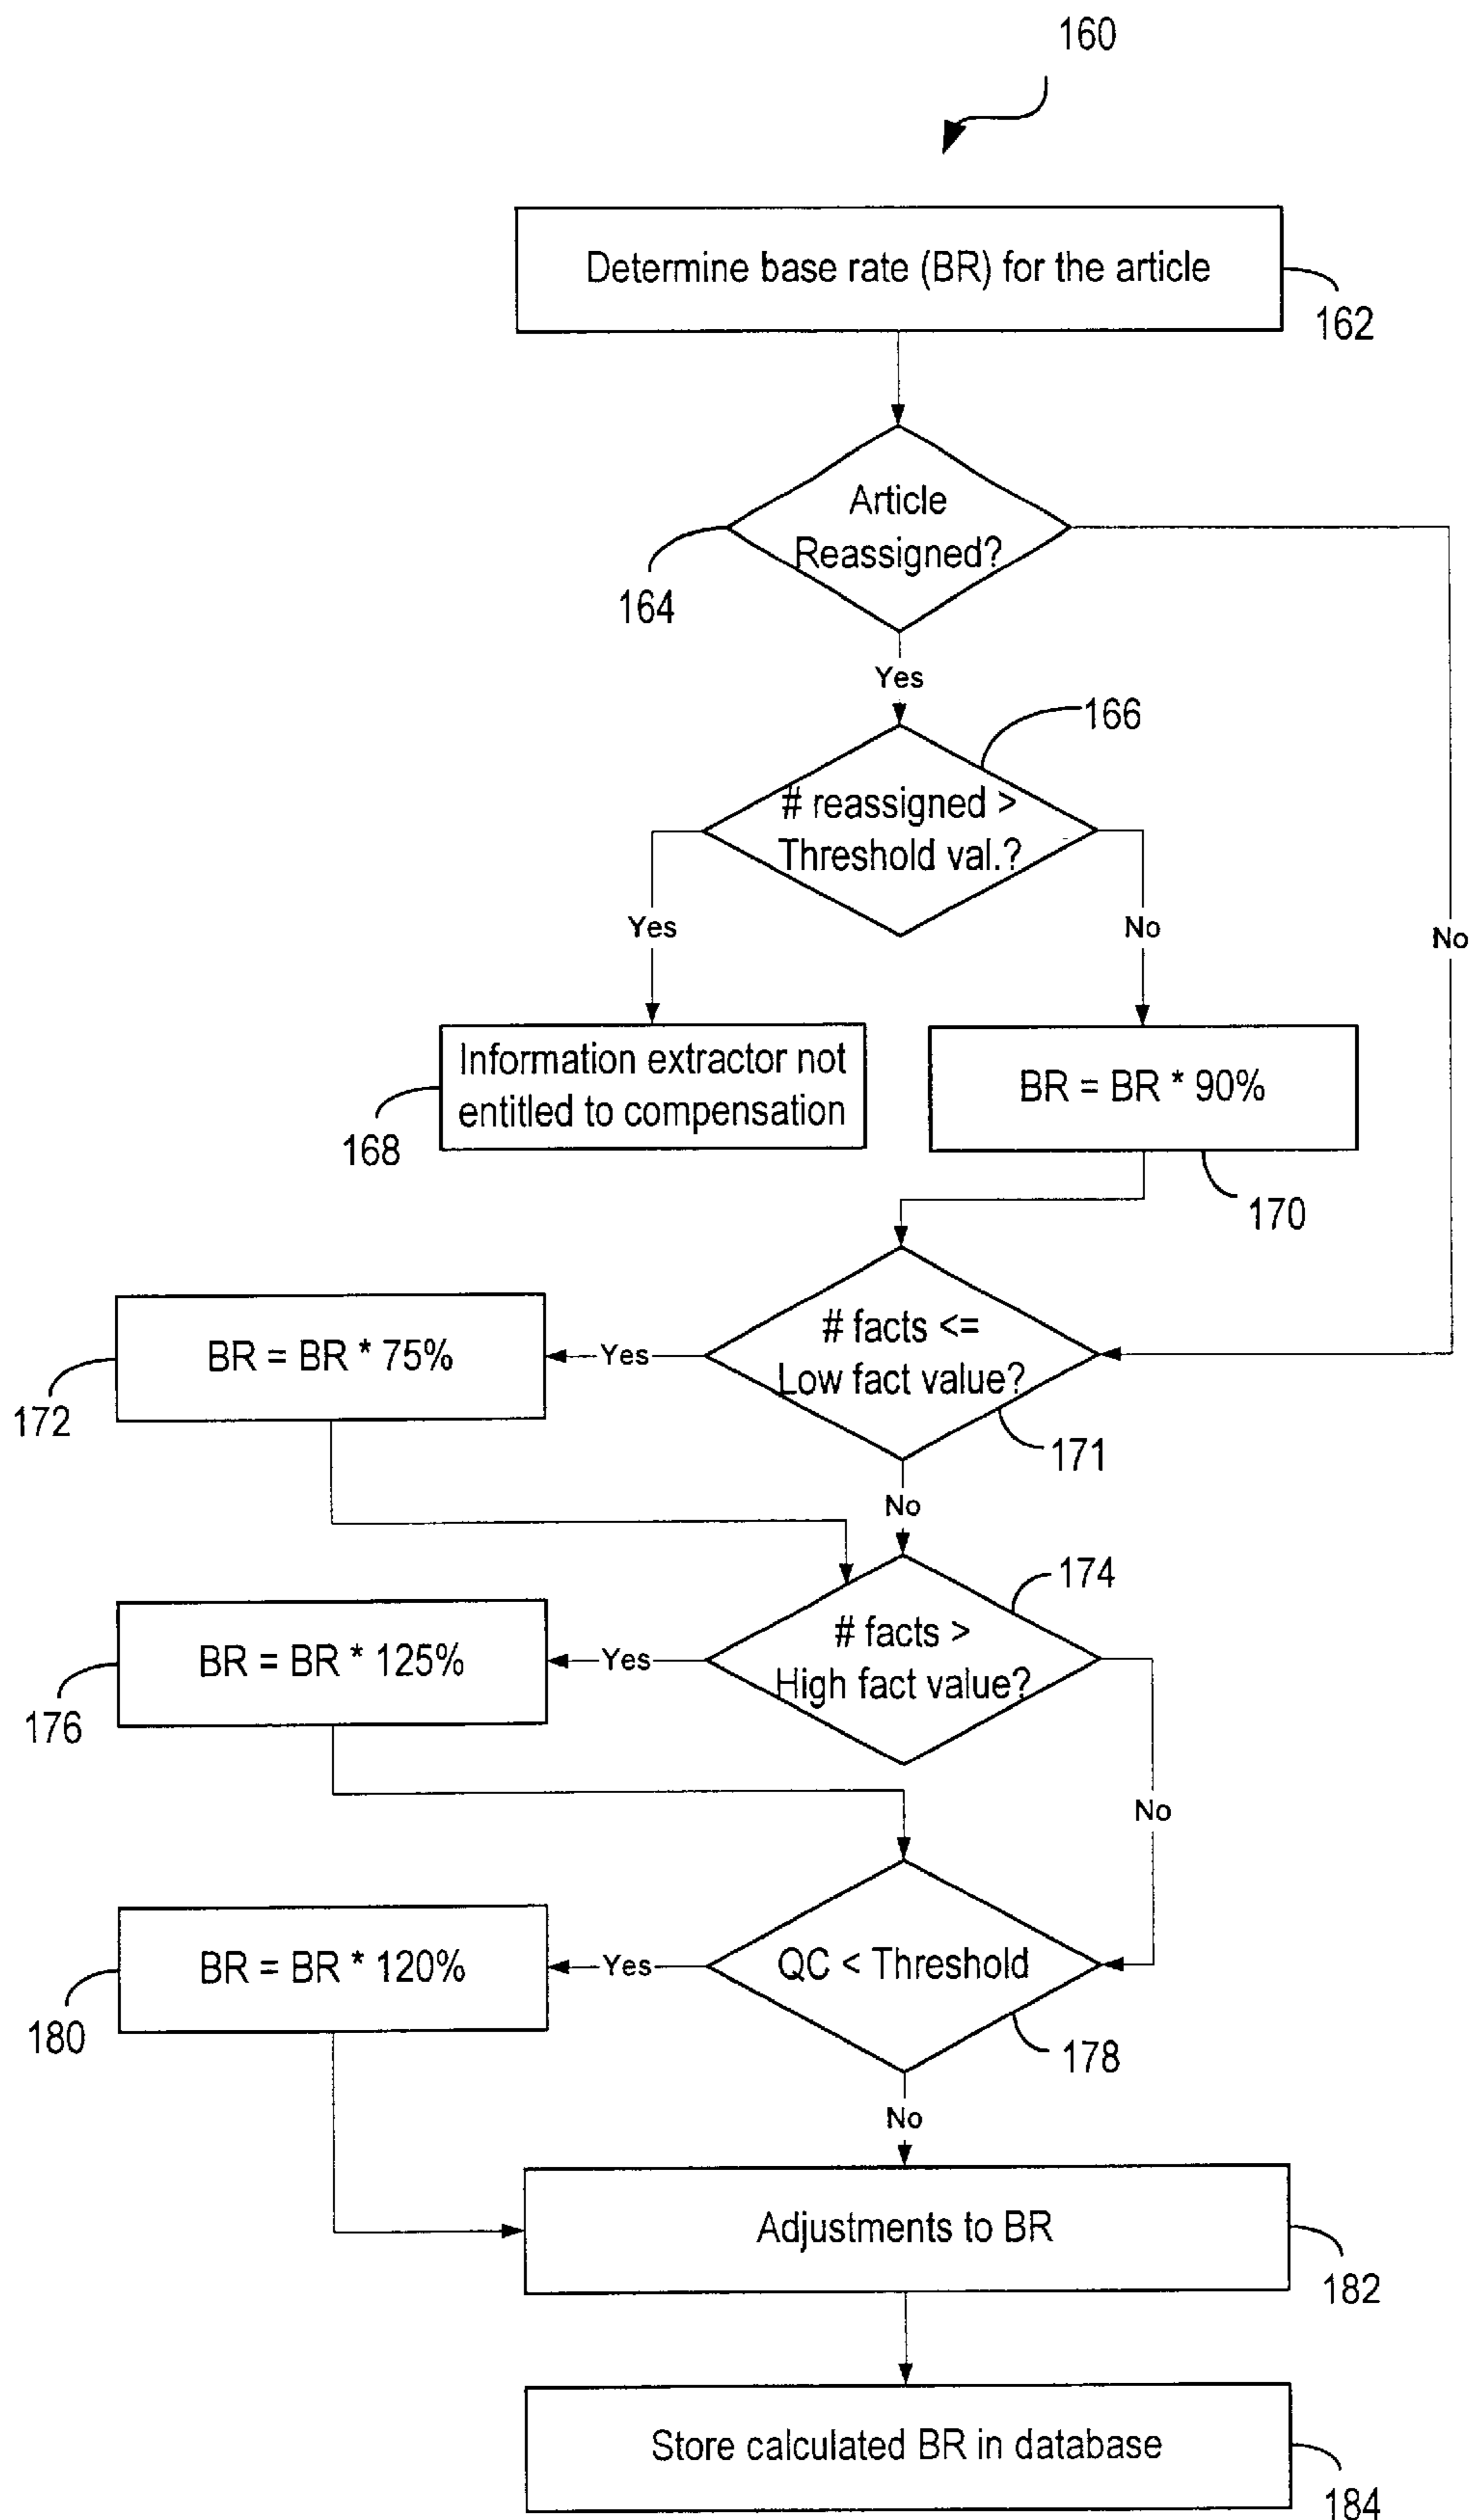 160
Determine base rate (BR) for the article
162
Article
Reassigned?
164
Yes
166
# reassigned >
Threshold val.?
Yes
No
No
Information extractor not
entitled to compensation
168
BR = BR * 90%
170
# facts <=
Low fact value?
Yes
BR = BR * 75%
172
171
No
174
# facts >
High fact value?
Yes
BR = BR * 125%
176
No
QC < Threshold
Yes
BR = BR * 120%
180
178
No
Adjustments to BR
182
Store calculated BR in database
184